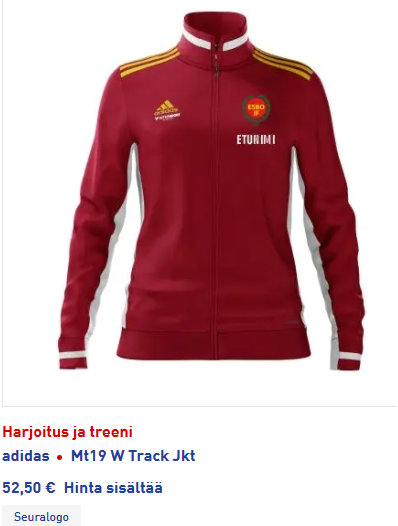 adidas
ESBO
IF
ETUNIMI
Harjoitus ja treeni
adidas • Mt19 W Track Jkt
52,50 € Hinta sisältää
Seuralogo